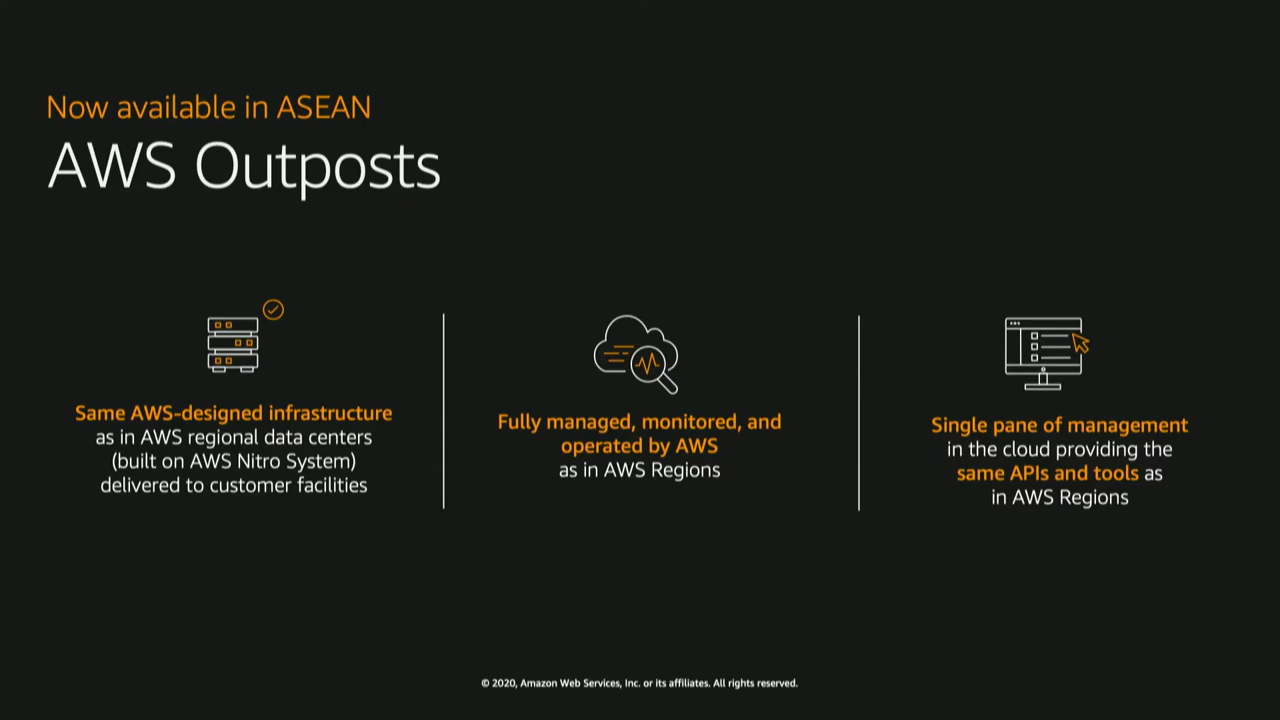 Now available in ASEAN
AWS Outposts
Same AWS-designed infrastructure
as in AWS regional data centers
(built on AWS Nitro System)
delivered to customer facilities
Fully managed, monitored, and
operated by AWS
as in AWS Regions
Single pane of management
in the cloud providing the
same APIs and tools as
in AWS Regions
© 2020, Amazon Web Services, Inc. or its affiliates. All rights reserved.